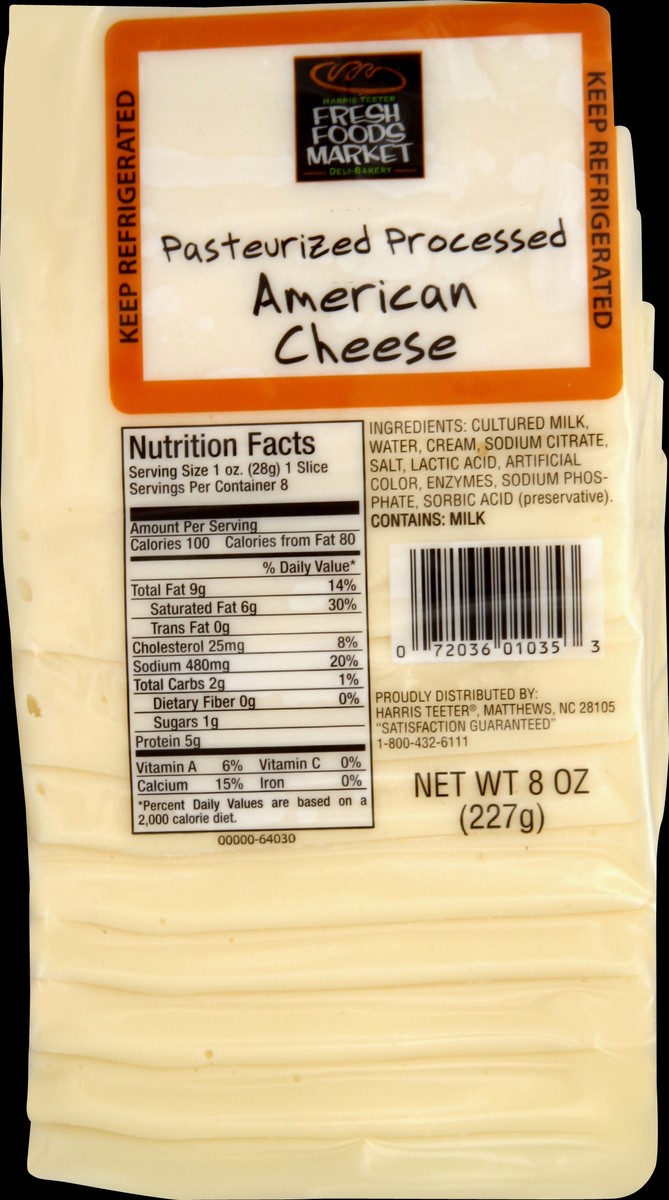 KEEP REFRIGERATED
HARRIS TEETER
FRESH
FOODS
MARKET
DELI-BAKERY
KEEP REFRIGERATED
Pasteurized Processed
American
Cheese
Nutrition Facts
Serving Size 1 oz. (28g) 1 Slice
Servings Per Container 8
Amount Per Serving
Calories 100 Calories from Fat 80
% Daily Value*
Total Fat 9g 14%
Saturated Fat 6g 30%
Trans Fat 0g
Cholesterol 25mg 8%
Sodium 480mg 20%
Total Carbs 2g 1%
Dietary Fiber 0g 0%
Sugars 1g
Protein 5g
Vitamin A 6% Vitamin C 0%
Calcium 15% Iron 0%
*Percent Daily Values are based on a
2,000 calorie diet.
00000-64030
INGREDIENTS: CULTURED MILK,
WATER, CREAM, SODIUM CITRATE,
SALT, LACTIC ACID, ARTIFICIAL
COLOR, ENZYMES, SODIUM PHOS-
PHATE, SORBIC ACID (preservative).
CONTAINS: MILK
0 72036 01035 3
PROUDLY DISTRIBUTED BY:
HARRIS TEETER®, MATTHEWS, NC 28105
"SATISFACTION GUARANTEED"
1-800-432-6111
NET WT 8 OZ
(227g)